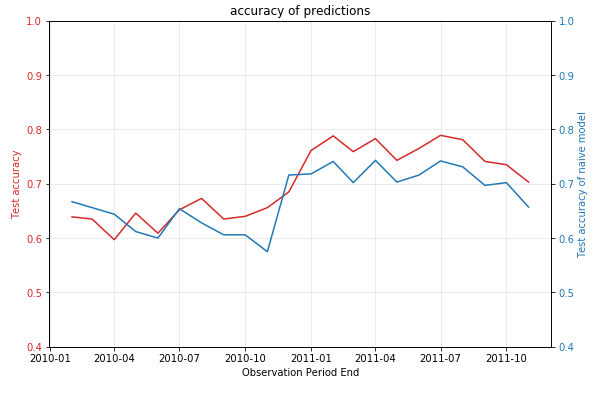 accuracy of predictions
1.0
0.9
0.8
0.7
0.6
0.5
0.4
Test accuracy
1.0
0.9
0.8
0.7
0.6
0.5
0.4
Test accuracy of naive model
2010-01 2010-04 2010-07 2010-10 2011-01 2011-04 2011-07 2011-10
Observation Period End